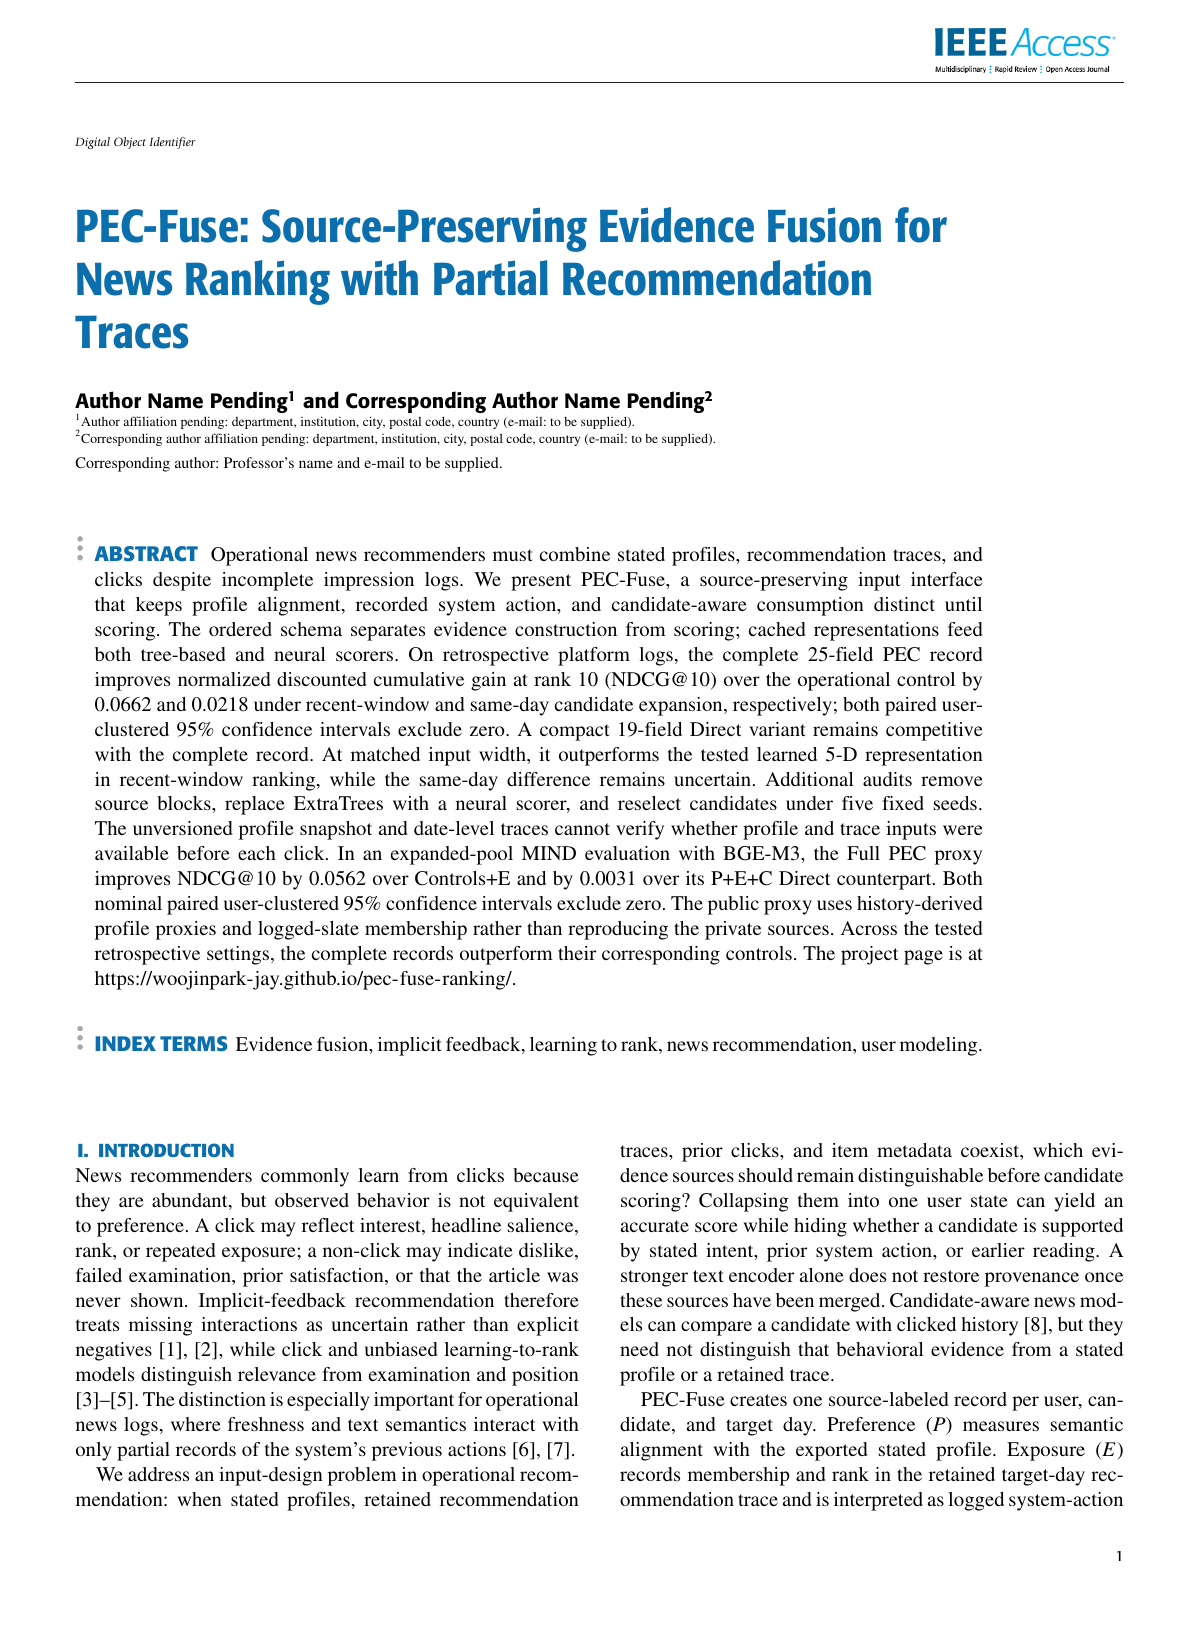 IEEE Access
Multidisciplinary | Rapid Review | Open Access Journal
Digital Object Identifier
PEC-Fuse: Source-Preserving Evidence Fusion for
News Ranking with Partial Recommendation
Traces
Author Name Pending1 and Corresponding Author Name Pending2
1Author affiliation pending: department, institution, city, postal code, country (e-mail: to be supplied).
2Corresponding author affiliation pending: department, institution, city, postal code, country (e-mail: to be supplied).
Corresponding author: Professor's name and e-mail to be supplied.
ABSTRACT Operational news recommenders must combine stated profiles, recommendation traces, and
clicks despite incomplete impression logs. We present PEC-Fuse, a source-preserving input interface
that keeps profile alignment, recorded system action, and candidate-aware consumption distinct until
scoring. The ordered schema separates evidence construction from scoring; cached representations feed
both tree-based and neural scorers. On retrospective platform logs, the complete 25-field PEC record
improves normalized discounted cumulative gain at rank 10 (NDCG@10) over the operational control by
0.0662 and 0.0218 under recent-window and same-day candidate expansion, respectively; both paired user-
clustered 95% confidence intervals exclude zero. A compact 19-field Direct variant remains competitive
with the complete record. At matched input width, it outperforms the tested learned 5-D representation
in recent-window ranking, while the same-day difference remains uncertain. Additional audits remove
source blocks, replace ExtraTrees with a neural scorer, and reselect candidates under five fixed seeds.
The unversioned profile snapshot and date-level traces cannot verify whether profile and trace inputs were
available before each click. In an expanded-pool MIND evaluation with BGE-M3, the Full PEC proxy
improves NDCG@10 by 0.0562 over Controls+E and by 0.0031 over its P+E+C Direct counterpart. Both
nominal paired user-clustered 95% confidence intervals exclude zero. The public proxy uses history-derived
profile proxies and logged-slate membership rather than reproducing the private sources. Across the tested
retrospective settings, the complete records outperform their corresponding controls. The project page is at
https://woojinpark-jay.github.io/pec-fuse-ranking/.
INDEX TERMS Evidence fusion, implicit feedback, learning to rank, news recommendation, user modeling.
I. INTRODUCTION
News recommenders commonly learn from clicks because
they are abundant, but observed behavior is not equivalent
to preference. A click may reflect interest, headline salience,
rank, or repeated exposure; a non-click may indicate dislike,
failed examination, prior satisfaction, or that the article was
never shown. Implicit-feedback recommendation therefore
treats missing interactions as uncertain rather than explicit
negatives [1], [2], while click and unbiased learning-to-rank
models distinguish relevance from examination and position
[3]–[5]. The distinction is especially important for operational
news logs, where freshness and text semantics interact with
only partial records of the system's previous actions [6], [7].
We address an input-design problem in operational recom-
mendation: when stated profiles, retained recommendation
traces, prior clicks, and item metadata coexist, which evi-
dence sources should remain distinguishable before candidate
scoring? Collapsing them into one user state can yield an
accurate score while hiding whether a candidate is supported
by stated intent, prior system action, or earlier reading. A
stronger text encoder alone does not restore provenance once
these sources have been merged. Candidate-aware news mod-
els can compare a candidate with clicked history [8], but they
need not distinguish that behavioral evidence from a stated
profile or a retained trace.
PEC-Fuse creates one source-labeled record per user, can-
didate, and target day. Preference (P) measures semantic
alignment with the exported stated profile. Exposure (E)
records membership and rank in the retained target-day rec-
ommendation trace and is interpreted as logged system-action
1